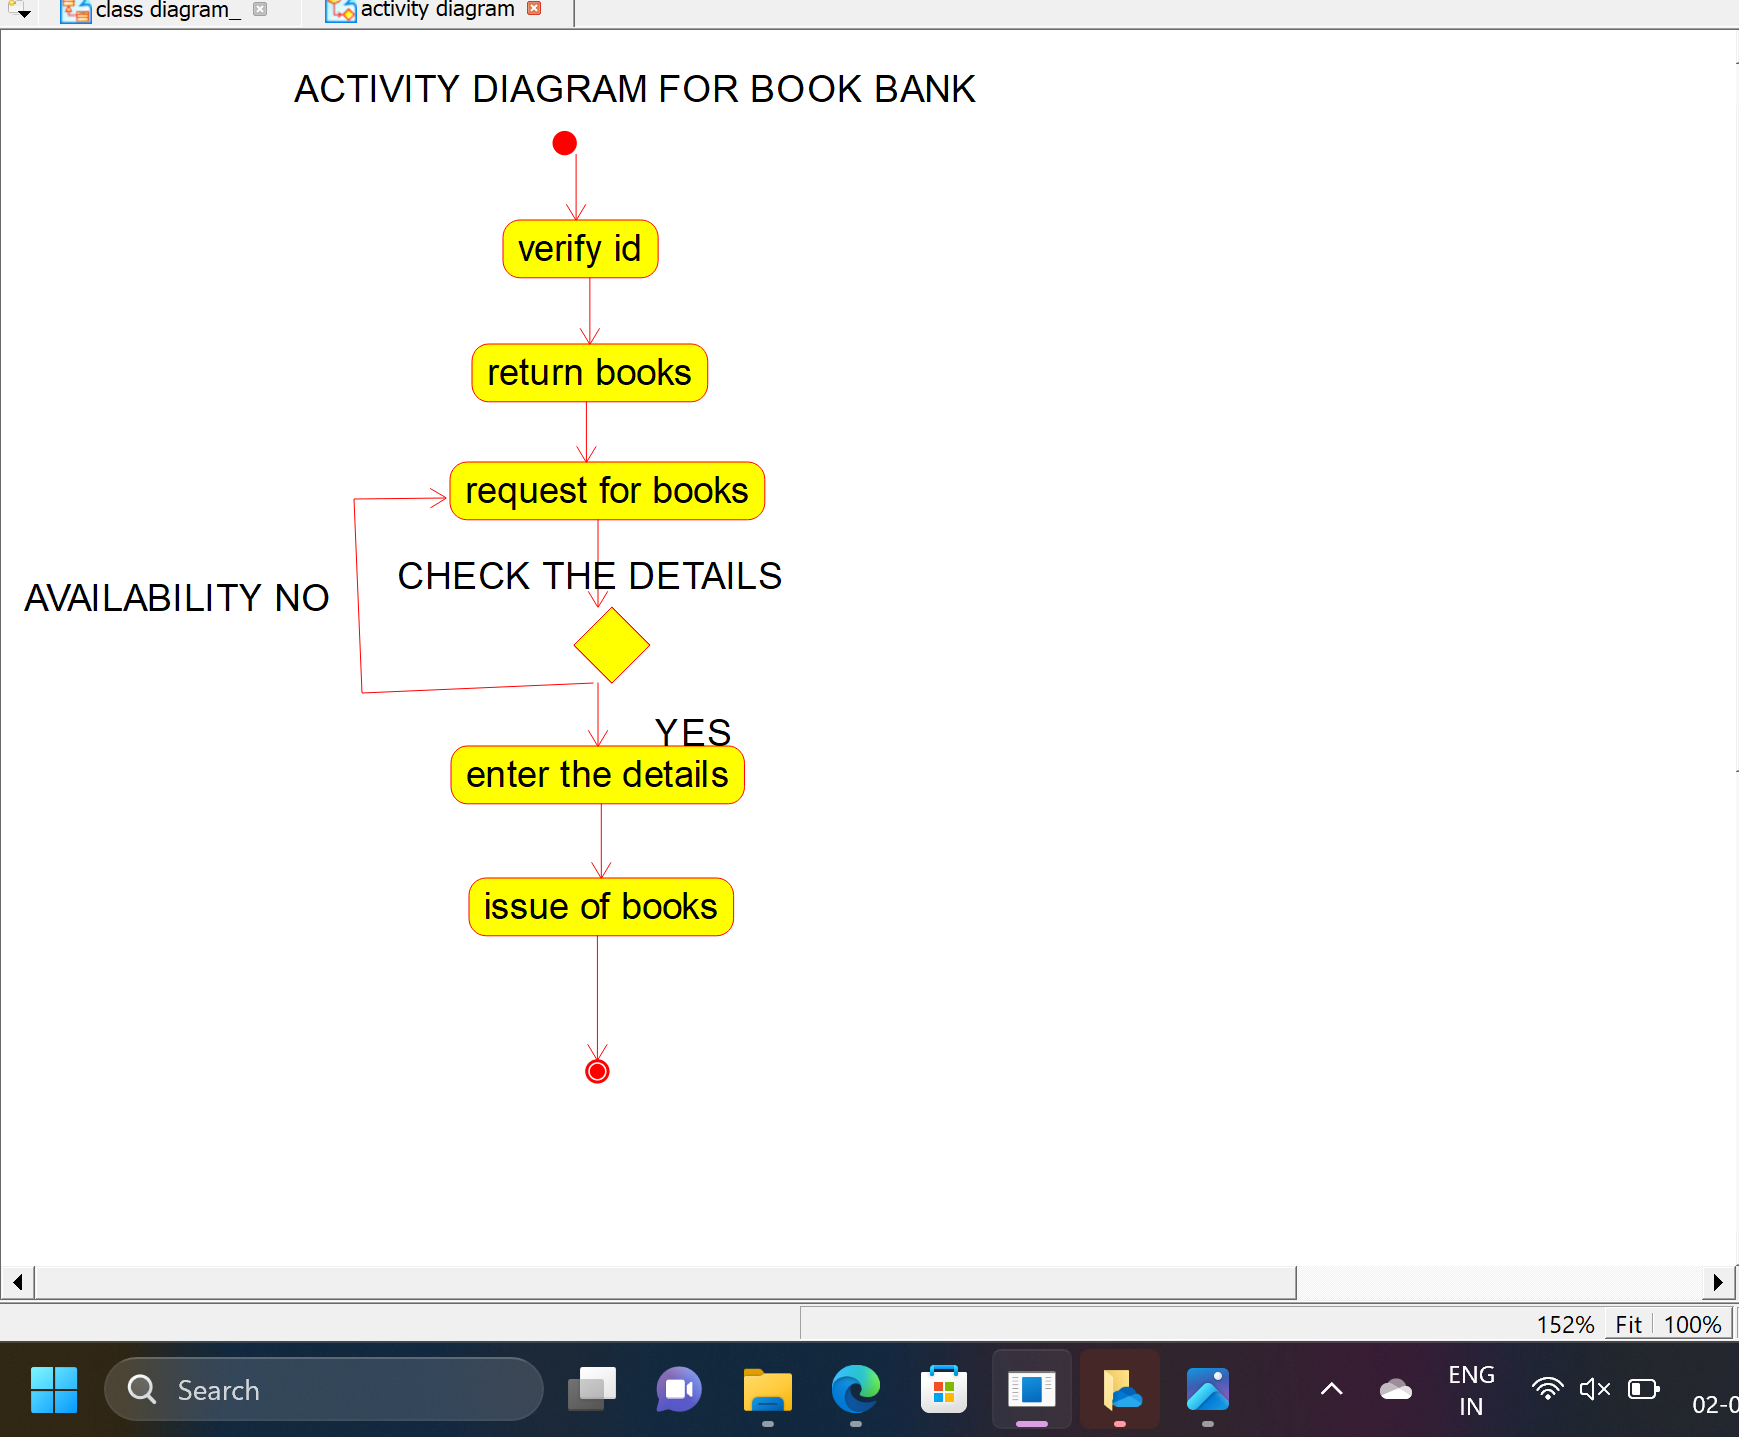 class diagram_
activity diagram
ACTIVITY DIAGRAM FOR BOOK BANK
verify id
return books
request for books
CHECK THE DETAILS
AVAILABILITY NO
YES
enter the details
issue of books
152% Fit 100%
Search
ENG
IN
02-0